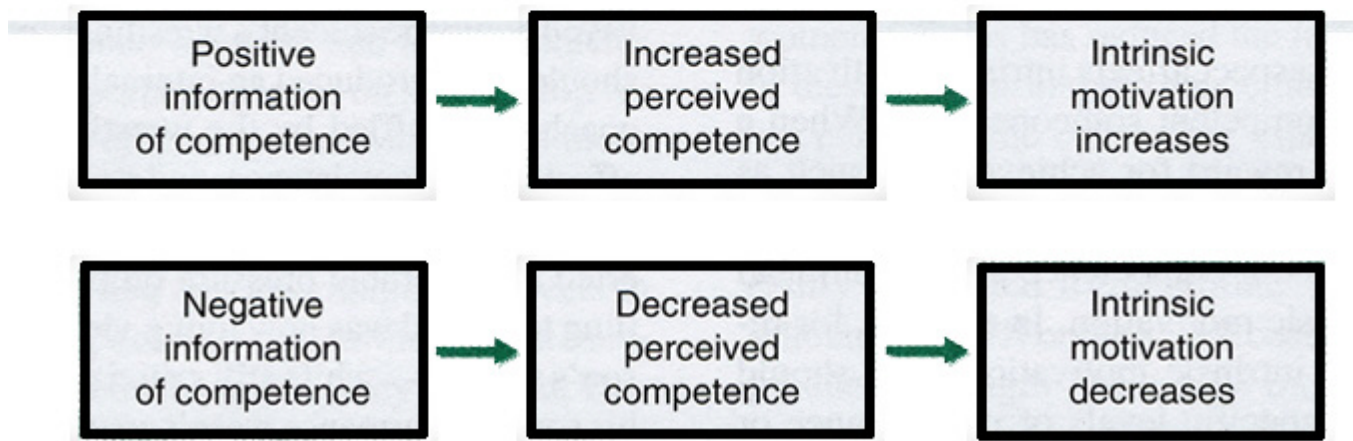 Positive
information
of competence
Increased
perceived
competence
Intrinsic
motivation
increases
Negative
information
of competence
Decreased
perceived
competence
Intrinsic
motivation
decreases